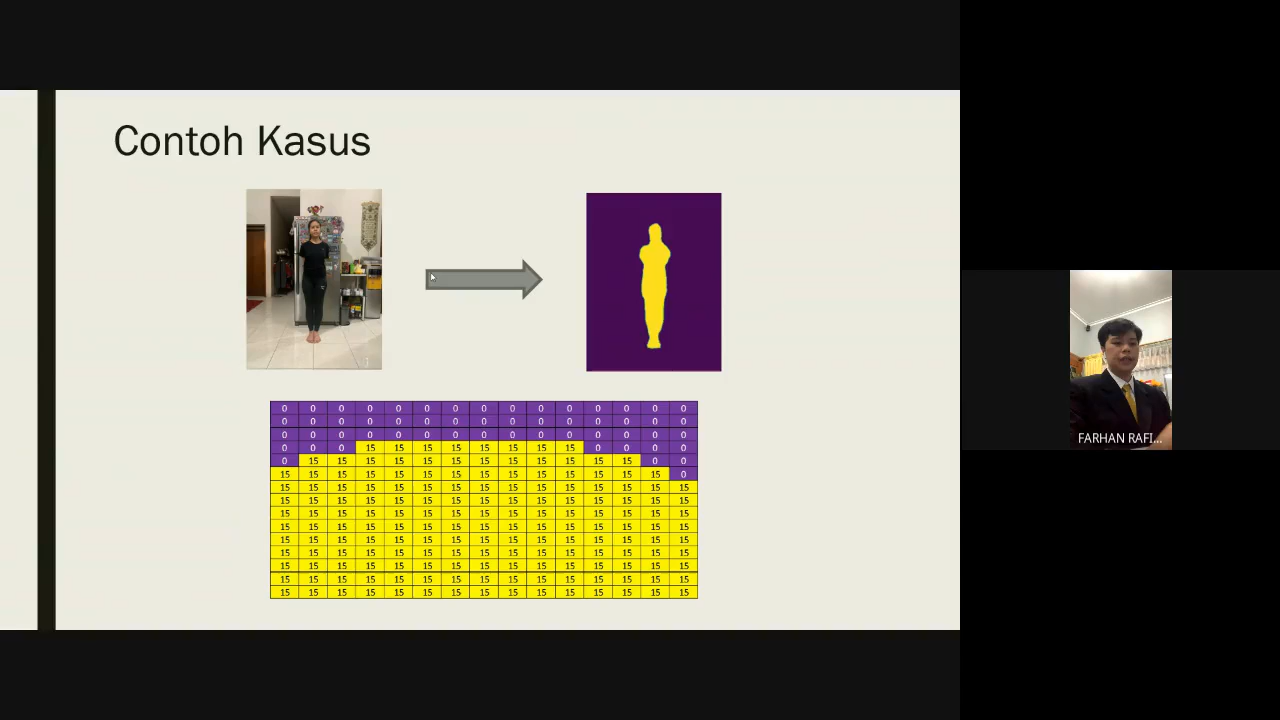 Contoh Kasus
0 0 0 0 0 0 0 0 0 0 0 0 0 0 0
0 0 0 0 0 0 0 0 0 0 0 0 0 0 0
0 0 0 0 0 0 0 0 0 0 0 0 0 0 0
0 0 0 15 15 15 15 15 15 15 15 0 0 0 0
0 15 15 15 15 15 15 15 15 15 15 15 15 0 0
15 15 15 15 15 15 15 15 15 15 15 15 15 15 0
15 15 15 15 15 15 15 15 15 15 15 15 15 15 15
15 15 15 15 15 15 15 15 15 15 15 15 15 15 15
15 15 15 15 15 15 15 15 15 15 15 15 15 15 15
15 15 15 15 15 15 15 15 15 15 15 15 15 15 15
15 15 15 15 15 15 15 15 15 15 15 15 15 15 15
15 15 15 15 15 15 15 15 15 15 15 15 15 15 15
15 15 15 15 15 15 15 15 15 15 15 15 15 15 15
15 15 15 15 15 15 15 15 15 15 15 15 15 15 15
15 15 15 15 15 15 15 15 15 15 15 15 15 15 15
FARHAN RAFI...